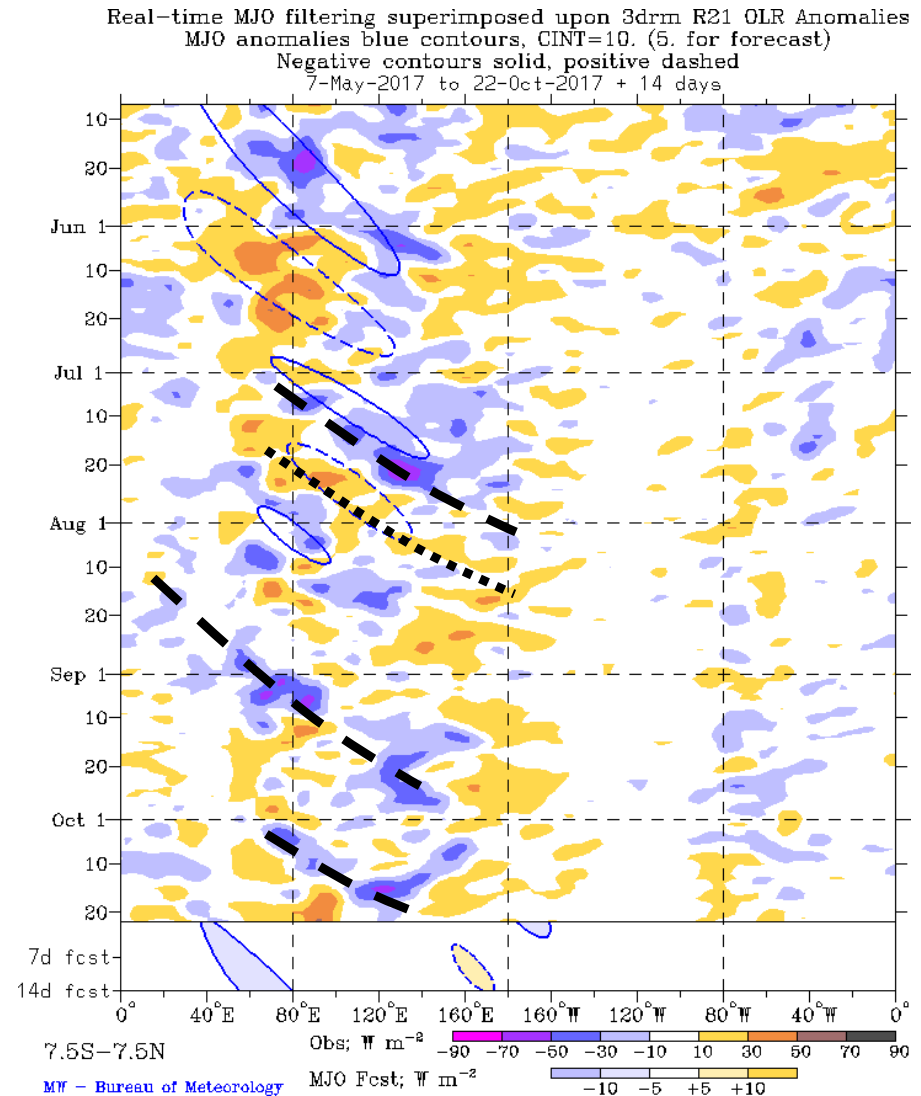 Real-time MJO filtering superimposed upon 3drm R21 OLR Anomalies
MJO anomalies blue contours, CINT=10. (5. for forecast)
Negative contours solid, positive dashed
7-May-2017 to 22-Oct-2017 + 14 days
10
20
Jun 1
10
20
Jul 1
10
20
Aug 1
10
20
Sep 1
10
20
Oct 1
10
20
7d fcst
14d fcst
0° 40°E 80°E 120°E 160°E 160°W 120°W 80°W 40°W 0°
7.5S-7.5N
Obs; W m-2
-90 -70 -50 -30 -10 10 30 50 70 90
MW - Bureau of Meteorology
MJO Fcst; W m-2
-10 -5 +5 +10